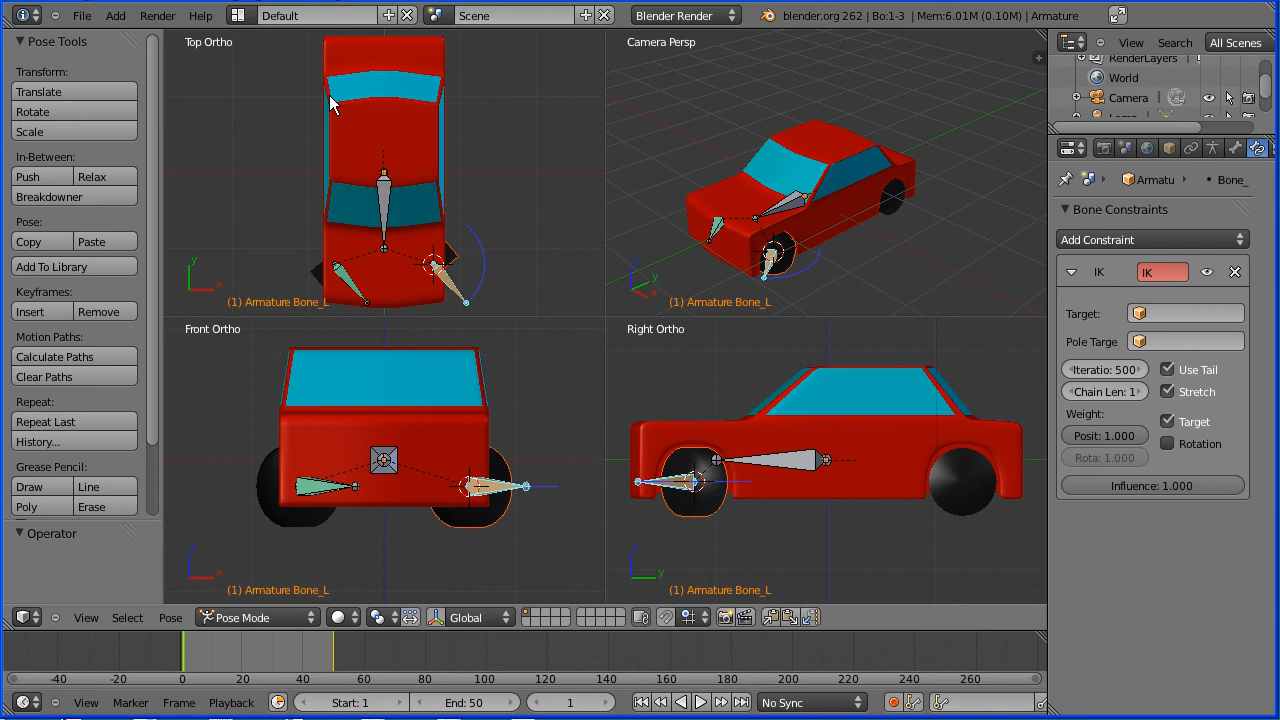 File Add Render Help Default Scene Blender Render blender.org 262 | Bo:1-3 | Mem:6.01M (0.10M) | Armature
Pose Tools
Transform:
Translate
Rotate
Scale
In-Between:
Push Relax
Breakdowner
Pose:
Copy Paste
Add To Library
Keyframes:
Insert Remove
Motion Paths:
Calculate Paths
Clear Paths
Repeat:
Repeat Last
History...
Grease Pencil:
Draw Line
Poly Erase
Operator
Top Ortho
y
x
(1) Armature Bone_L
Camera Persp
z
y
x
(1) Armature Bone_L
Front Ortho
z
x
(1) Armature Bone_L
Right Ortho
z
y
(1) Armature Bone_L
View Select Pose Pose Mode Global
-40 -20 0 20 40 60 80 100 120 140 160 180 200 220 240 260
View Marker Frame Playback Start: 1 End: 50 1 No Sync
View Search All Scenes
RenderLayers
World
Camera
Armatu Bone_
Bone Constraints
Add Constraint
IK IK
Target:
Pole Targe
Iteratio: 500 Use Tail
Chain Len: 1 Stretch
Weight: Target
Posit: 1.000 Rotation
Rota: 1.000
Influence: 1.000